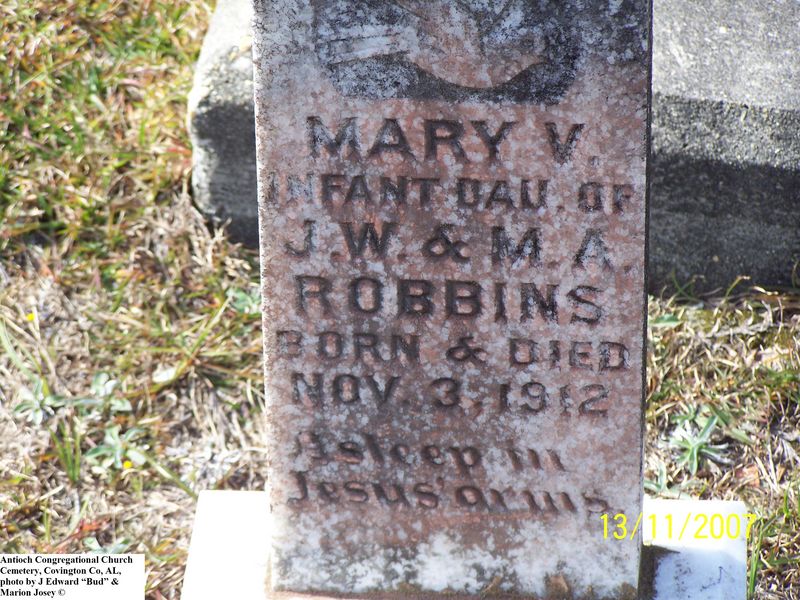 MARY V.
INFANT DAU. OF
J.W. & M.A.
ROBBINS
BORN & DIED
NOV. 3, 1912
Asleep in
Jesus' arms
13/11/2007
Antioch Congregational Church
Cemetery, Covington Co, AL,
photo by J Edward “Bud” &
Marion Josey ©